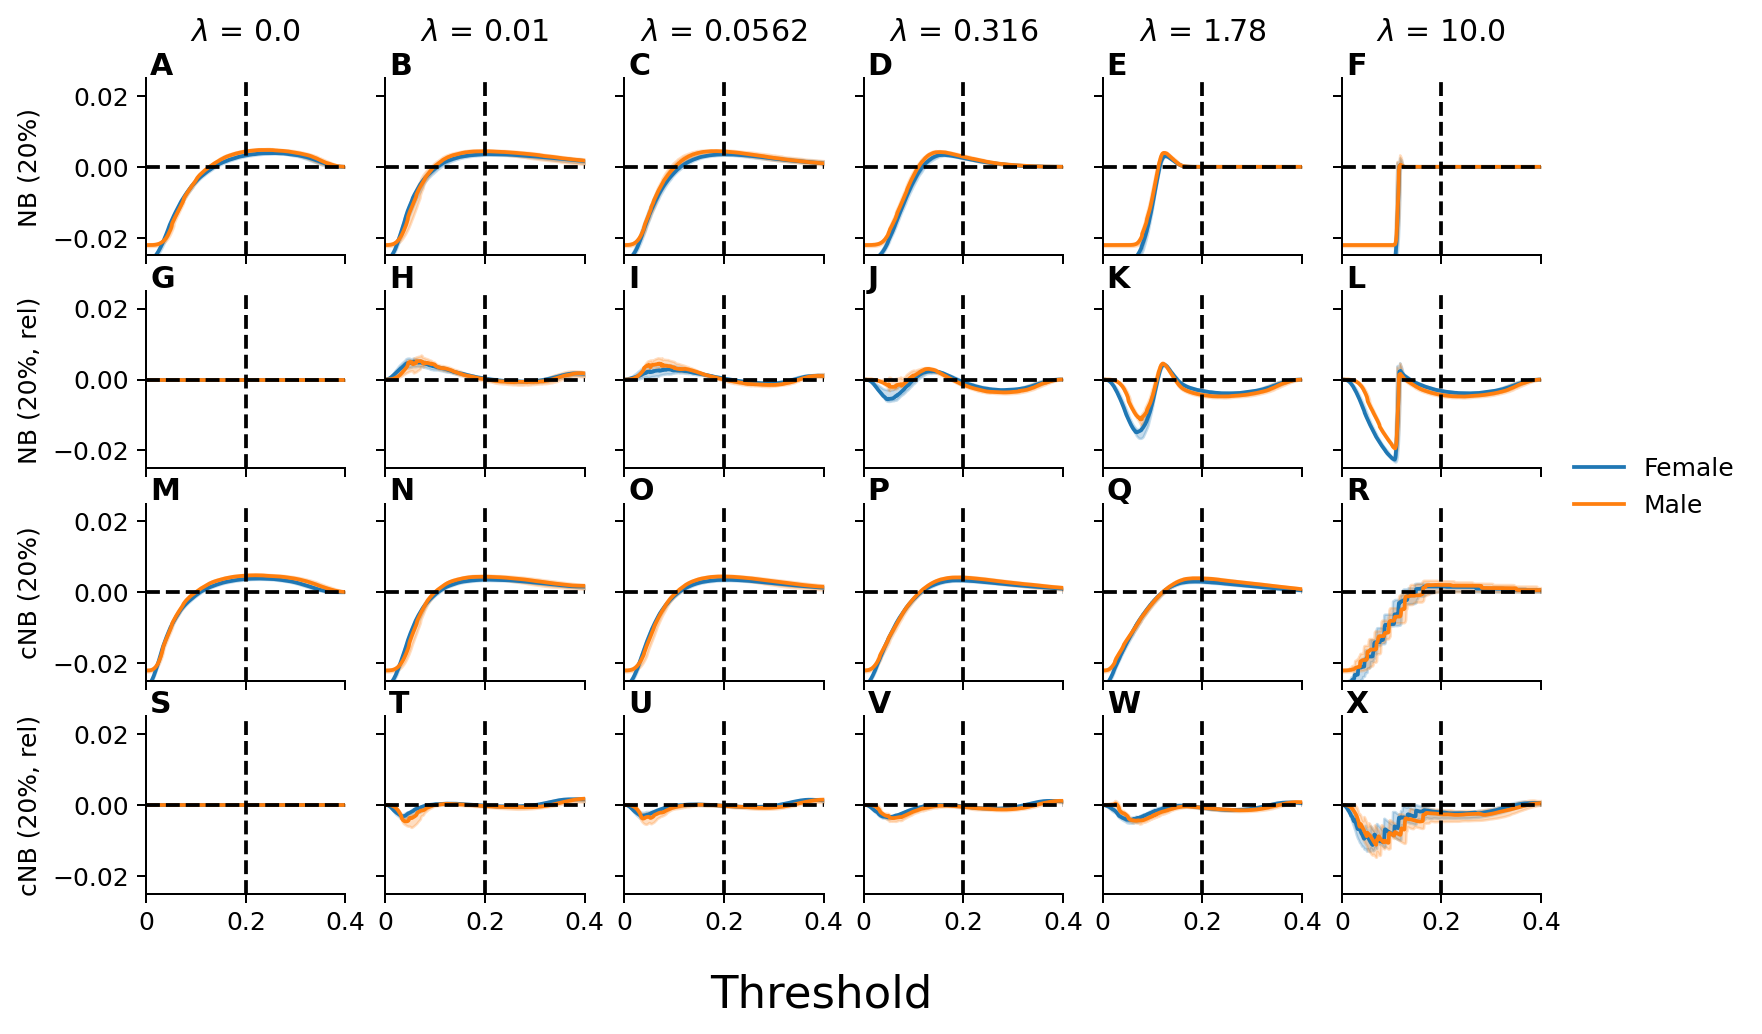 λ = 0.0 λ = 0.01 λ = 0.0562 λ = 0.316 λ = 1.78 λ = 10.0
A B C D E F
NB (20%)
0.02
0.00
−0.02
G H I J K L
NB (20%, rel)
0.02
0.00
−0.02
Female
Male
M N O P Q R
cNB (20%)
0.02
0.00
−0.02
S T U V W X
cNB (20%, rel)
0.02
0.00
−0.02
0 0.2 0.4 0 0.2 0.4 0 0.2 0.4 0 0.2 0.4 0 0.2 0.4 0 0.2 0.4
Threshold